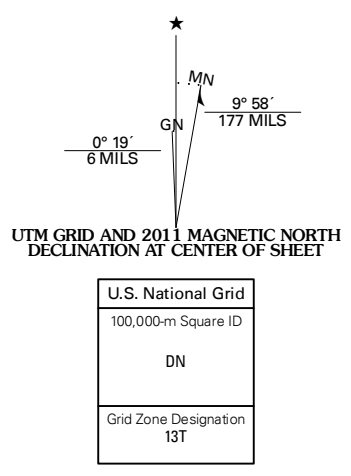 ★
MN
9° 58´
177 MILS
GN
0° 19´
6 MILS
UTM GRID AND 2011 MAGNETIC NORTH
DECLINATION AT CENTER OF SHEET
U.S. National Grid
100,000-m Square ID
DN
Grid Zone Designation
13T